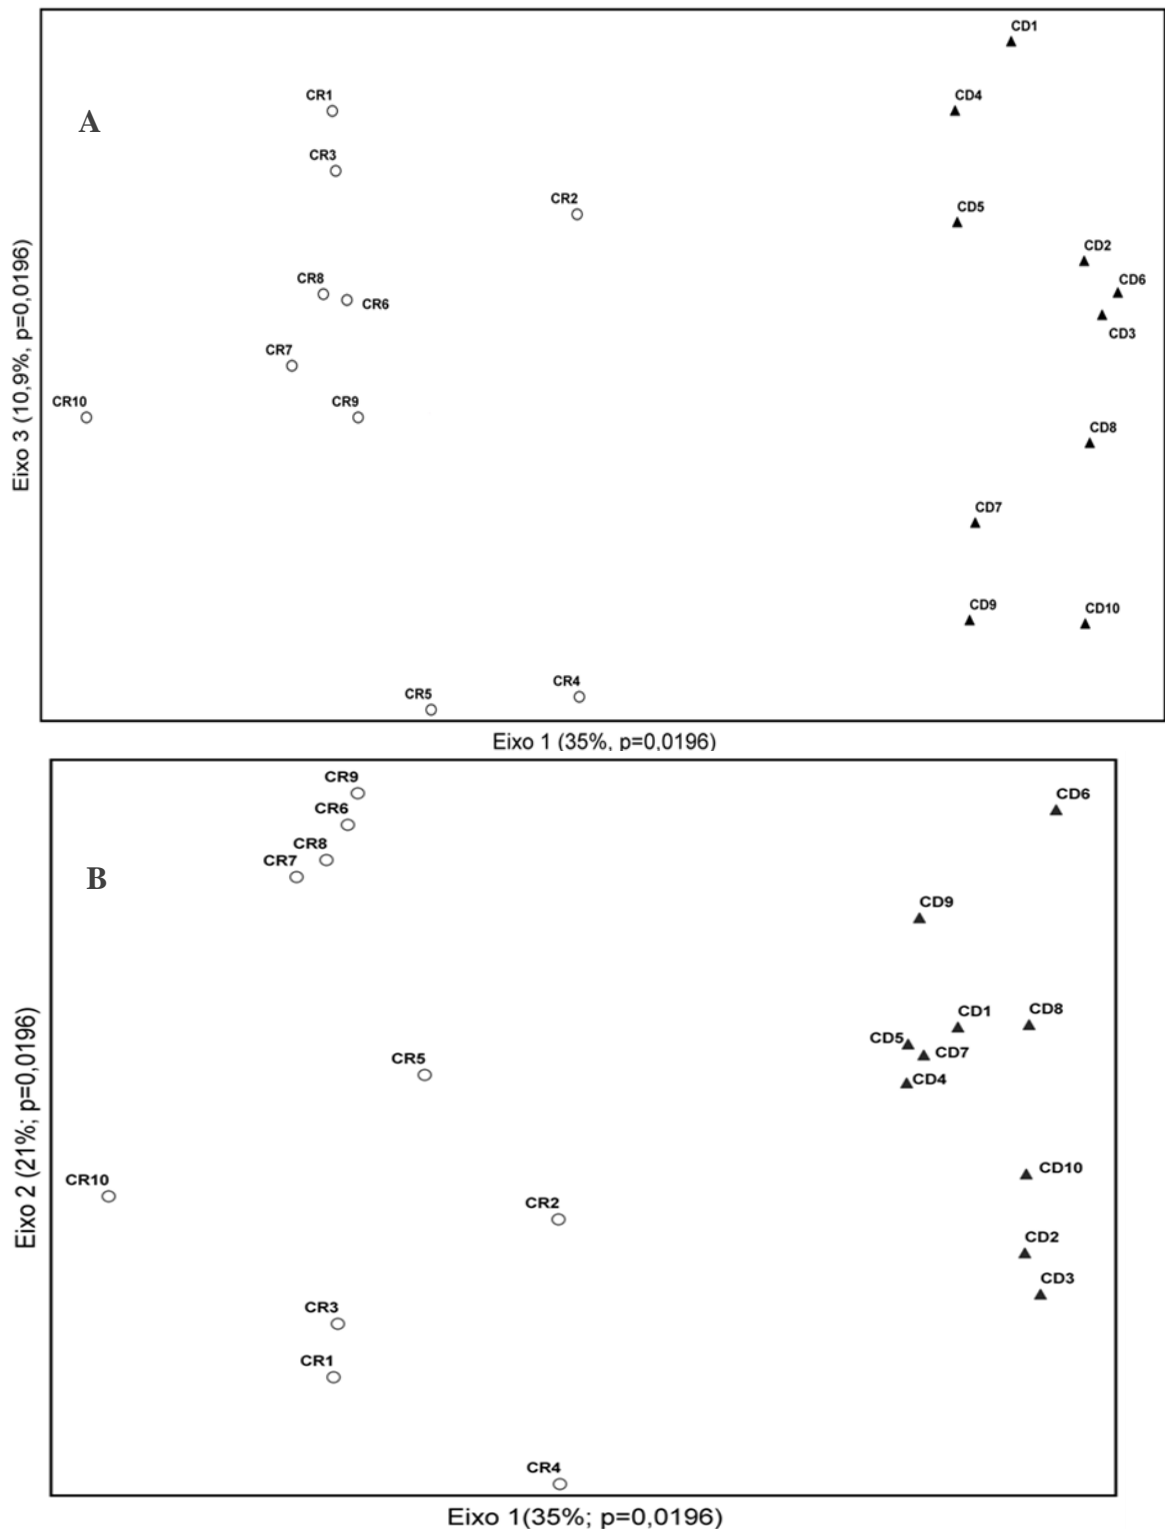 CD1
CR1
CD4
A
CR3
CR2
CD5
CD2
CR8
CR6
CD6
CD3
CR7
CR10
CR9
CD8
CD7
CD9
CD10
CR5
CR4
Eixo 3 (10,9%, p=0,0196)
Eixo 1 (35%, p=0,0196)
CR9
CD6
CR6
CR8
CR7
B
CD9
CD1
CD8
CD5
CD7
CR5
CD4
CR10
CD10
CR2
CD2
CD3
CR3
CR1
CR4
Eixo 2 (21%; p=0,0196)
Eixo 1(35%; p=0,0196)